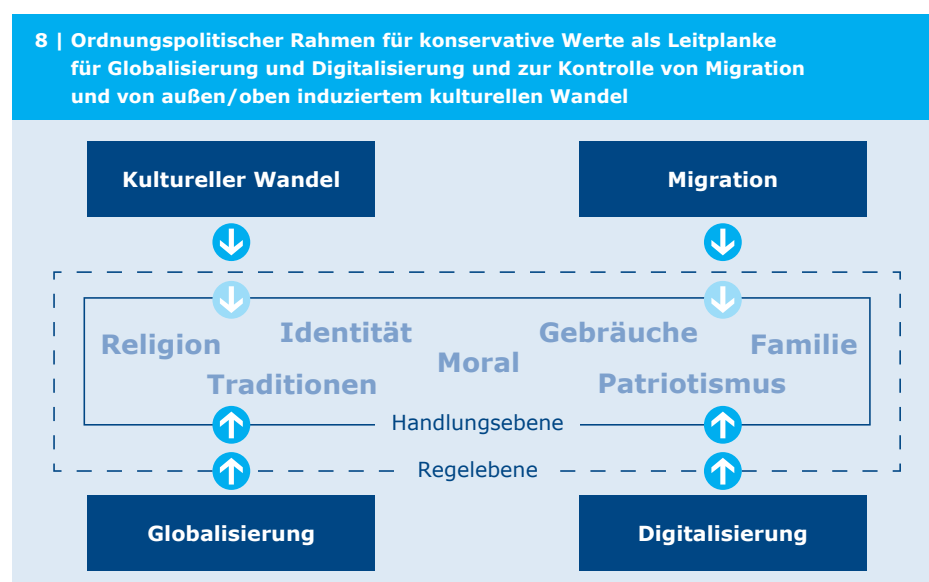 8 | Ordnungspolitischer Rahmen für konservative Werte als Leitplanke
für Globalisierung und Digitalisierung und zur Kontrolle von Migration
und von außen/oben induziertem kulturellen Wandel
Kultureller Wandel
Migration
Religion
Identität
Gebräuche
Familie
Moral
Traditionen
Patriotismus
Handlungsebene
Regelebene
Globalisierung
Digitalisierung